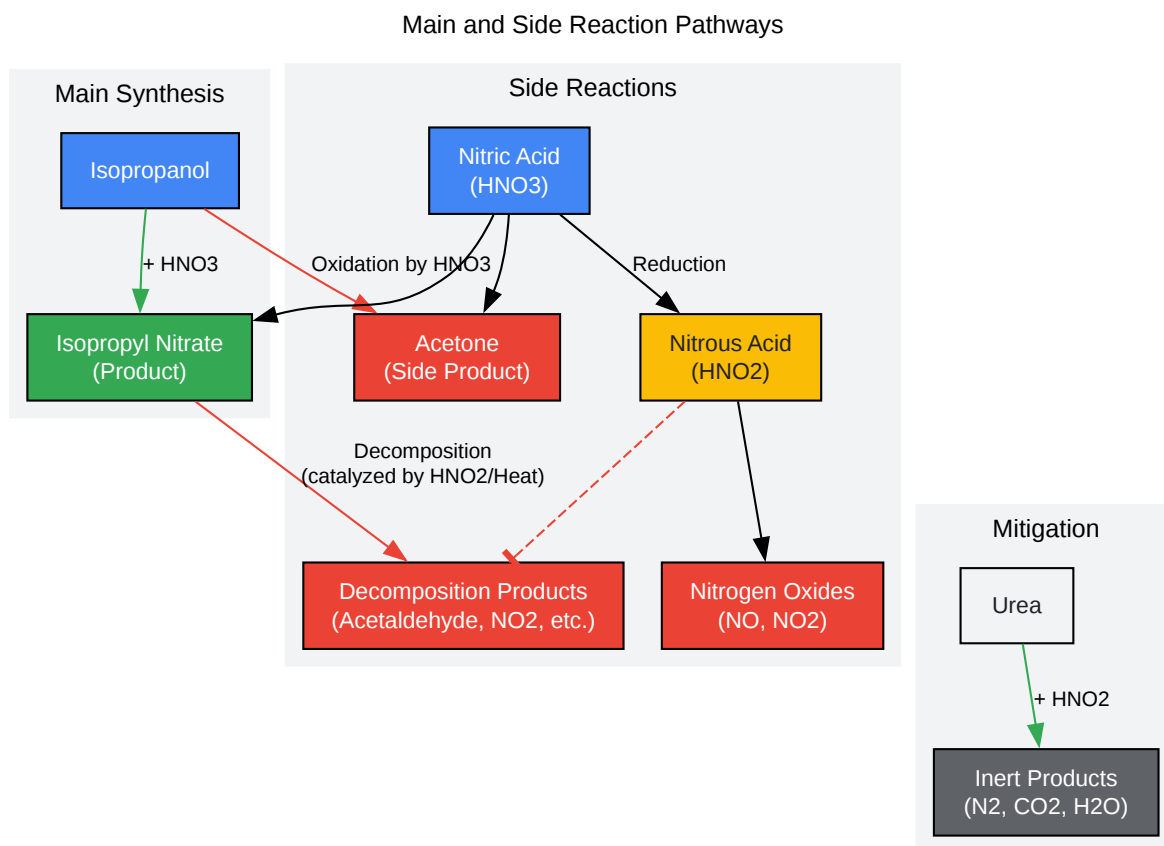 Main and Side Reaction Pathways
Main Synthesis
Side Reactions
Isopropanol
Nitric Acid
(HNO3)
+ HNO3
Oxidation by HNO3
Reduction
Isopropyl Nitrate
(Product)
Acetone
(Side Product)
Nitrous Acid
(HNO2)
Decomposition
(catalyzed by HNO2/Heat)
Decomposition Products
(Acetaldehyde, NO2, etc.)
Nitrogen Oxides
(NO, NO2)
Mitigation
Urea
+ HNO2
Inert Products
(N2, CO2, H2O)